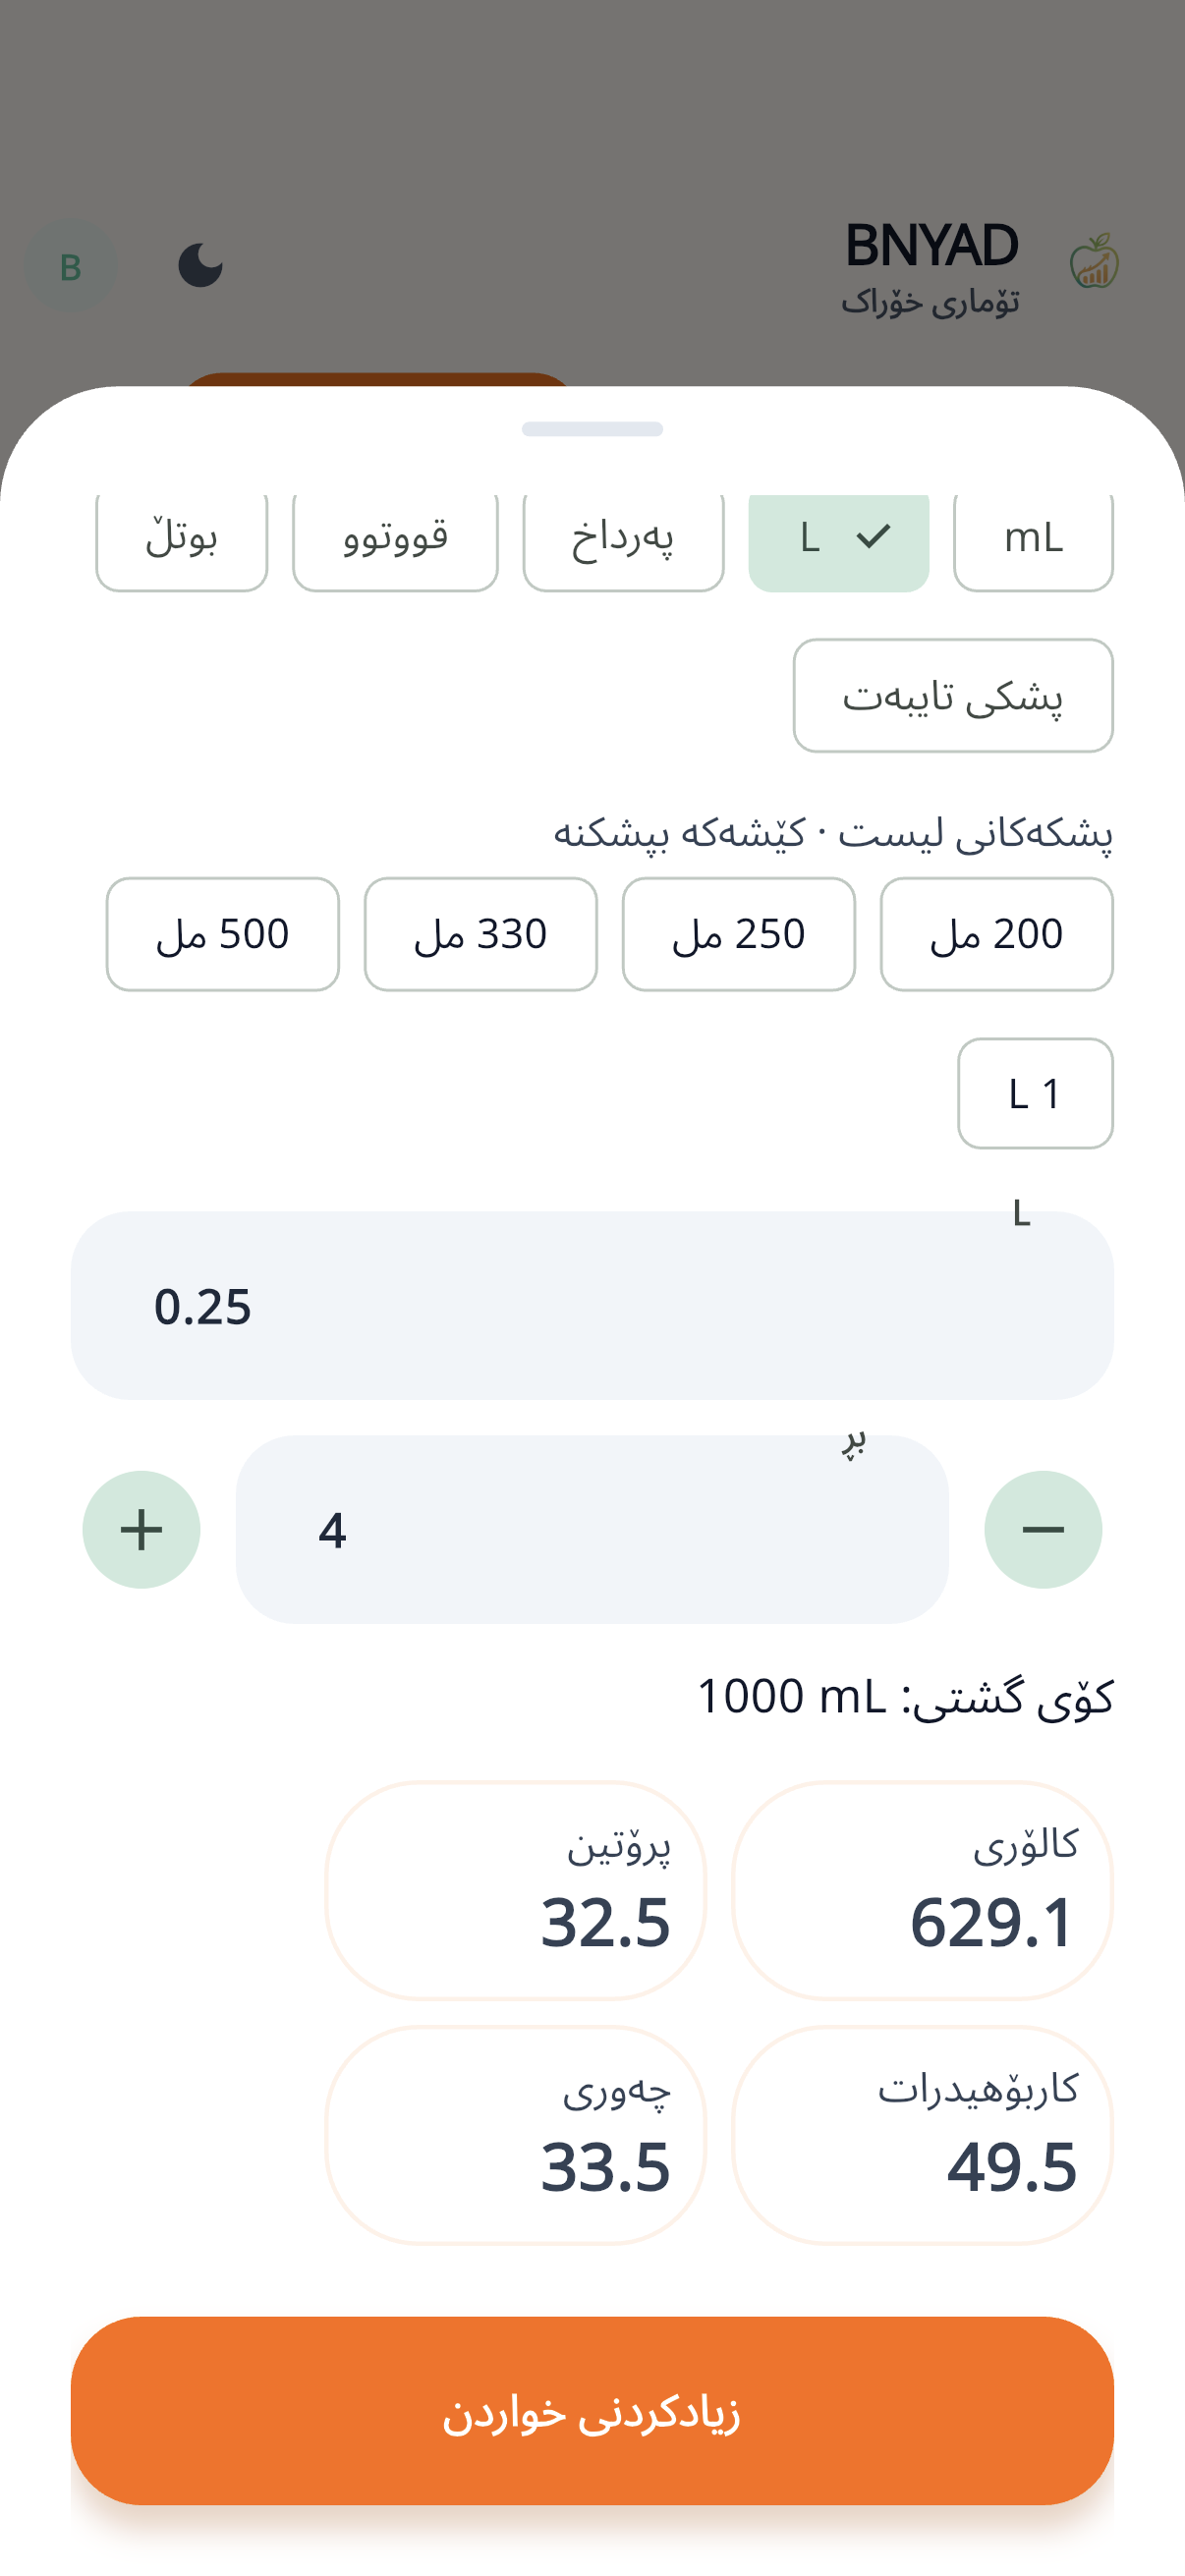 BNYAD
تۆماری خۆراک
B
mL
L
پەرداخ
قووتوو
بوتڵ
پشکی تایبەت
پشکەکانی لیست · کێشەکە بپشکنە
200 مل
250 مل
330 مل
500 مل
1 L
L
0.25
بڕ
4
کۆی گشتی: 1000 mL
کالۆری
629.1
پرۆتین
32.5
کاربۆهیدرات
49.5
چەوری
33.5
زیادکردنی خواردن